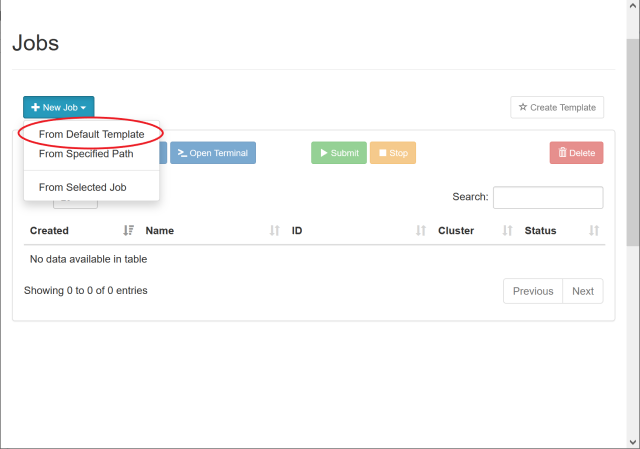 Jobs
New Job
Create Template
From Default Template
From Specified Path
Open Terminal
Submit
Stop
Delete
From Selected Job
Search:
Created Name ID Cluster Status
No data available in table
Showing 0 to 0 of 0 entries
Previous Next